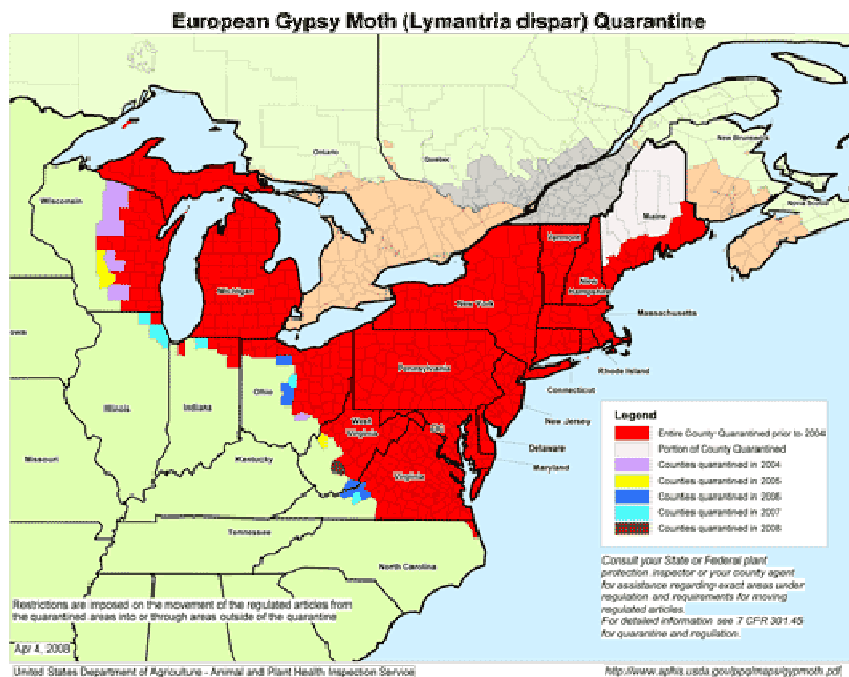 European Gypsy Moth (Lymantria dispar) Quarantine
Ontario
Quebec
New Brunswick
Nova Scotia
Maine
Wisconsin
Vermont
New
Hampshire
Michigan
New York
Massachusetts
owa
Rhode Island
Pennsylvania
Connecticut
Ohio
Illinois
Indiana
New Jersey
West
Virginia
Delaware
Maryland
Missouri
Kentucky
Virginia
Tennessee
North Carolina
Legend
Entire County Quarantined prior to 2004
Portion of County Quarantined
Counties quarantined in 2004
Counties quarantined in 2005
Counties quarantined in 2006
Counties quarantined in 2007
Counties quarantined in 2008
Consult your State or Federal plant
protection inspector or your county agent
for assistance regarding exact areas under
regulation and requirements for moving
regulated articles.
For detailed information see 7 CFR 301.45
for quarantine and regulation.
Restrictions are imposed on the movement of the regulated articles from
the quarantined areas into or through areas outside of the quarantine
Apr 4, 2008
United States Department of Agriculture - Animal and Plant Health Inspection Service
http://www.aphis.usda.gov/ppq/maps/gypmoth.pdf